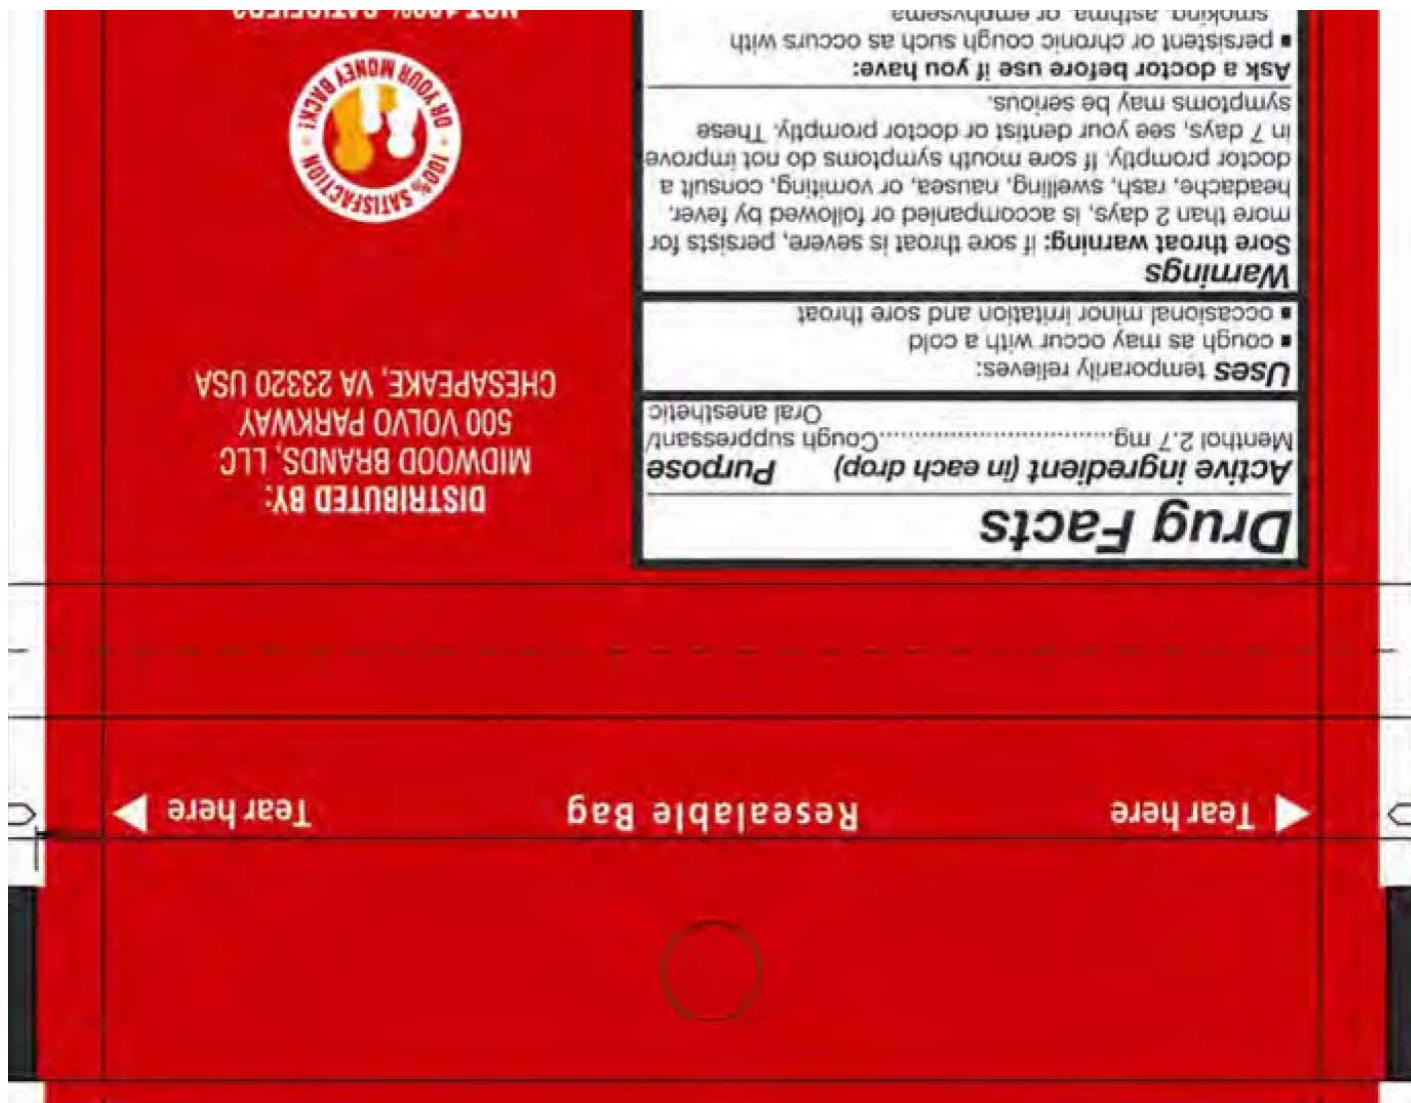 Tear here
Resealable Bag
Tear here
Drug Facts
Active ingredient (in each drop) Purpose
Menthol 2.7 mg.......................................Cough suppressant/
Oral anesthetic
Uses temporarily relieves:
▪ cough as may occur with a cold
▪ occasional minor irritation and sore throat
Warnings
Sore throat warning: if sore throat is severe, persists for
more than 2 days, is accompanied or followed by fever,
headache, rash, swelling, nausea, or vomiting, consult a
doctor promptly. If sore mouth symptoms do not improve
in 7 days, see your dentist or doctor promptly. These
symptoms may be serious.
Ask a doctor before use if you have:
▪ persistent or chronic cough such as occurs with
smoking, asthma, or emphysema
DISTRIBUTED BY:
MIDWOOD BRANDS, LLC
500 VOLVO PARKWAY
CHESAPEAKE, VA 23320 USA
100% SATISFACTION
OR YOUR MONEY BACK!
NOT 100% SATISFIED?